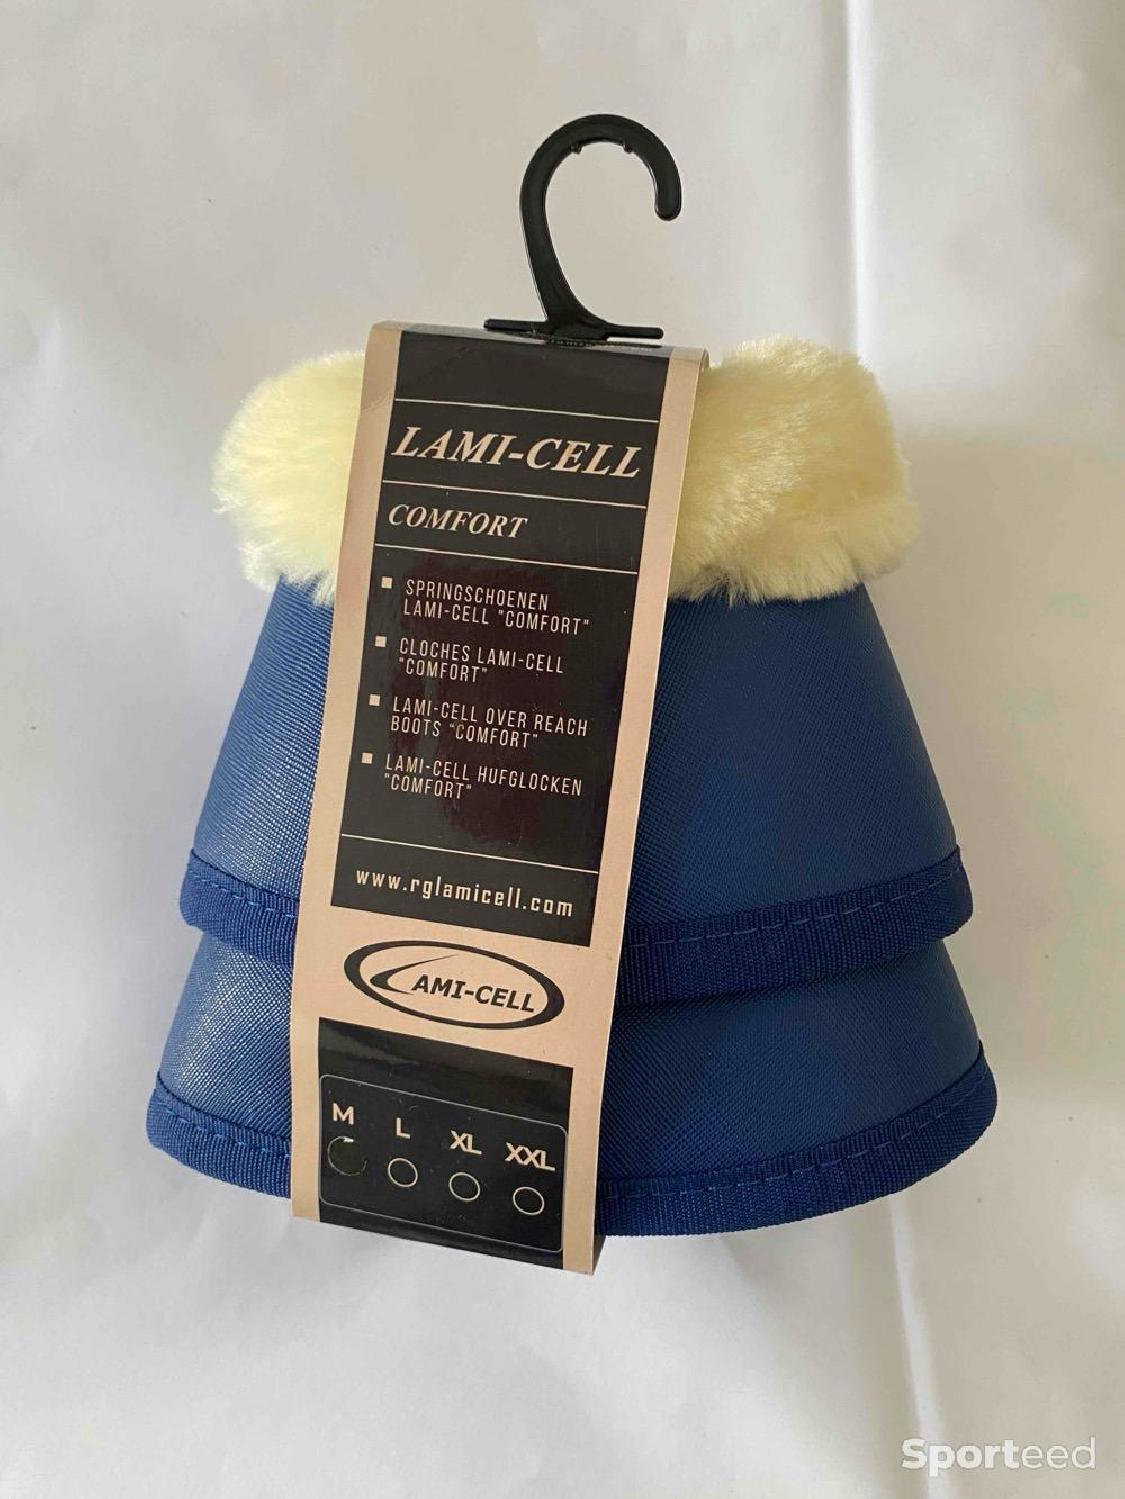 LAMI-CELL
COMFORT
SPRINGSCHOENEN
LAMI-CELL "COMFORT"
CLOCHES LAMI-CELL
"COMFORT"
LAMI-CELL OVER REACH
BOOTS "COMFORT"
LAMI-CELL HUFGLOCKEN
"COMFORT"
www.rglamicell.com
LAMI-CELL
M L XL XXL
Sporteed